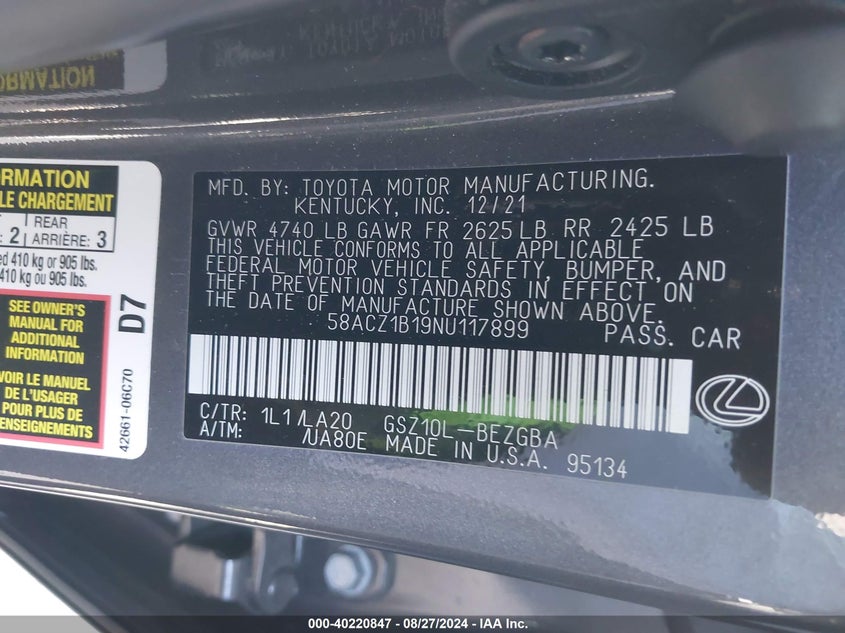 MFD. BY: TOYOTA MOTOR MANUFACTURING.
KENTUCKY, INC. 12/21
GVWR 4740 LB GAWR FR 2625 LB RR 2425 LB
THIS VEHICLE CONFORMS TO ALL APPLICABLE
FEDERAL MOTOR VEHICLE SAFETY, BUMPER, AND
THEFT PREVENTION STANDARDS IN EFFECT ON
THE DATE OF MANUFACTURE SHOWN ABOVE.
58ACZ1B19NU117899 PASS. CAR
C/TR: 1L1/LA20 GSZ10L-BEZGBA
A/TM: /UA80E MADE IN U.S.A. 95134
REAR
2 ARRIÈRE: 3
410 kg or 905 lbs.
410 kg ou 905 lbs.
SEE OWNER'S
MANUAL FOR
ADDITIONAL
INFORMATION
VOIR LE MANUEL
DE L'USAGER
POUR PLUS DE
D7
42661-06C70
000-40220847 - 08/27/2024 - IAA Inc.